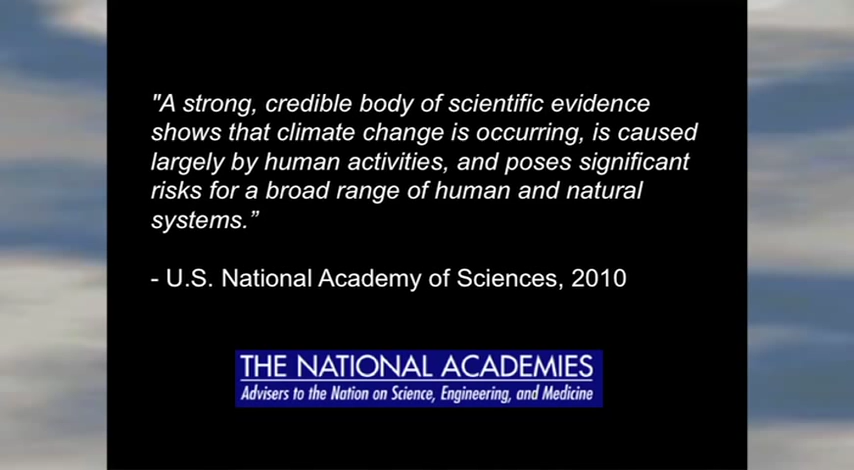 "A strong, credible body of scientific evidence
shows that climate change is occurring, is caused
largely by human activities, and poses significant
risks for a broad range of human and natural
systems.”
- U.S. National Academy of Sciences, 2010
THE NATIONAL ACADEMIES
Advisers to the Nation on Science, Engineering, and Medicine